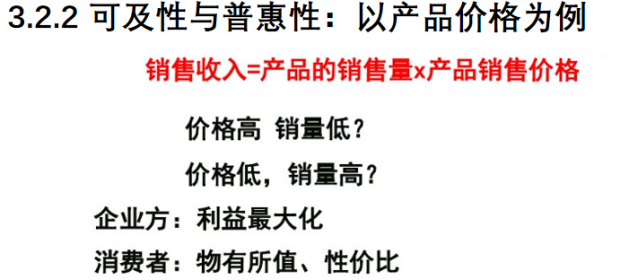 3.2.2 可及性与普惠性：以产品价格为例
销售收入=产品的销售量x产品销售价格
价格高 销量低？
价格低，销量高？
企业方：利益最大化
消费者：物有所值、性价比